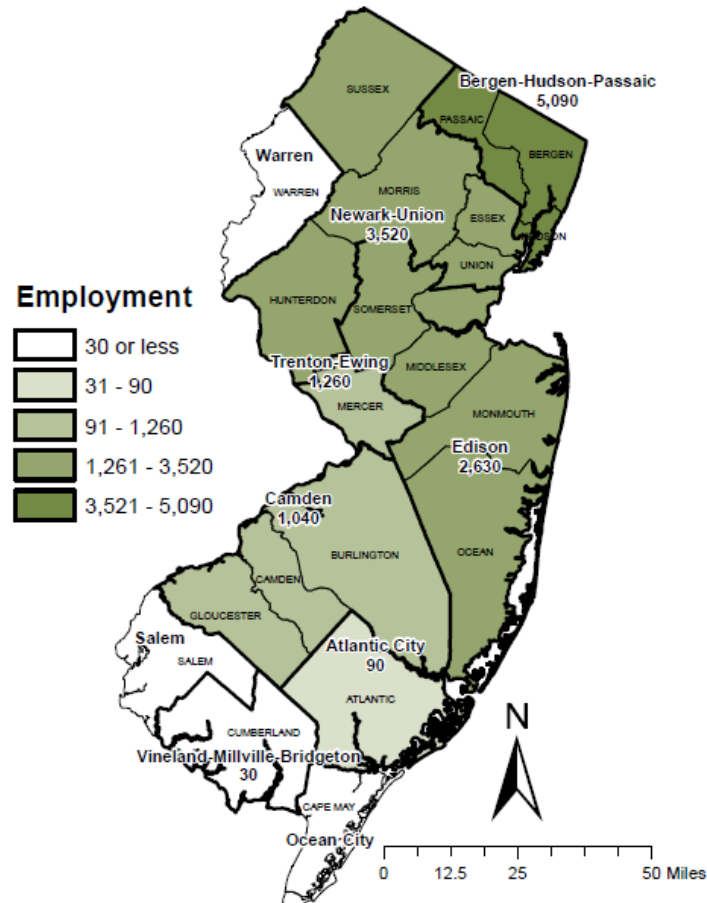 SUSSEX
Bergen-Hudson-Passaic
5,090
PASSAIC
BERGEN
Warren
WARREN
MORRIS
Newark-Union
3,520
ESSEX
HUDSON
UNION
Employment
30 or less
31 - 90
91 - 1,260
1,261 - 3,520
3,521 - 5,090
HUNTERDON
SOMERSET
Trenton-Ewing
1,260
MERCER
MIDDLESEX
MONMOUTH
Edison
2,630
Camden
1,040
BURLINGTON
OCEAN
CAMDEN
GLOUCESTER
Salem
SALEM
Atlantic City
90
ATLANTIC
CUMBERLAND
Vineland-Millville-Bridgeton
30
CAPE MAY
Ocean City
N
0 12.5 25 50 Miles